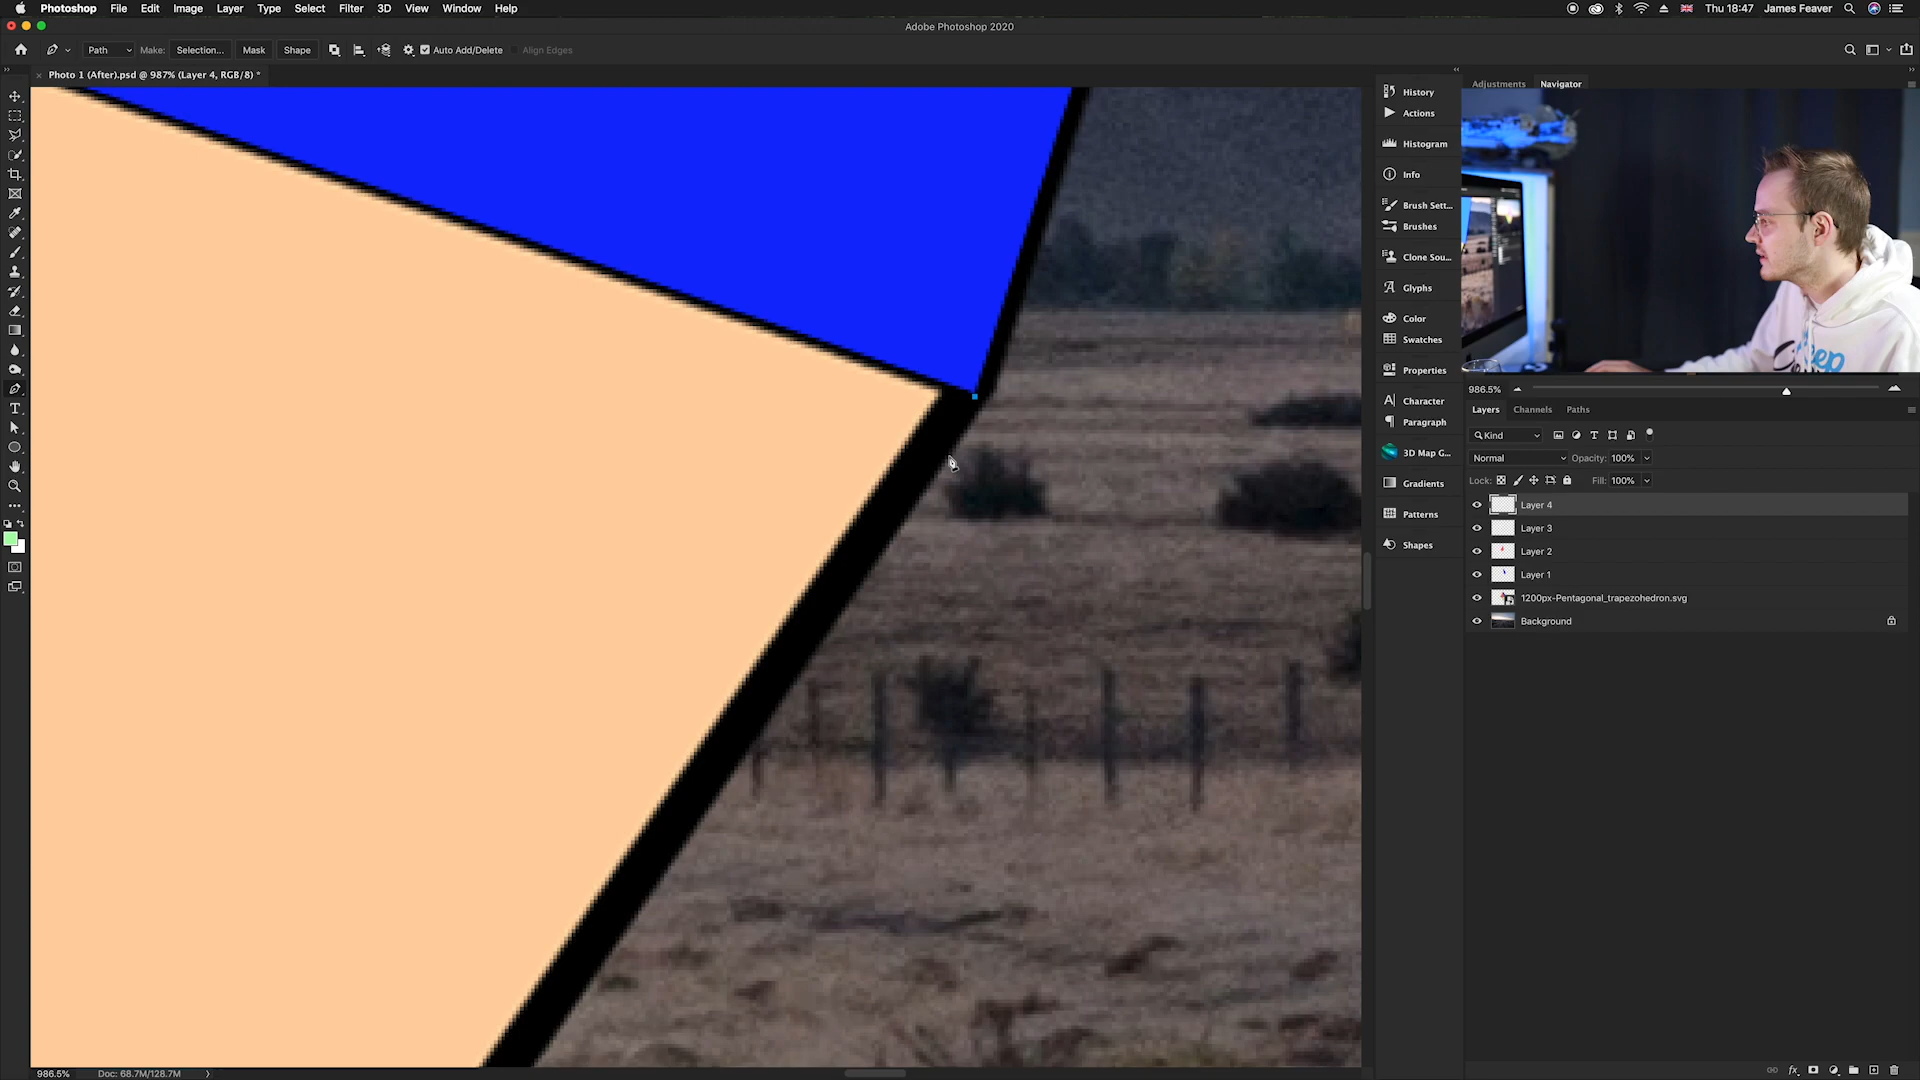 Photoshop File Edit Image Layer Type Select Filter 3D View Window Help Thu 18:47 James Feaver
Adobe Photoshop 2020
Path Make: Selection... Mask Shape Auto Add/Delete Align Edges
Photo 1 (After).psd @ 987% (Layer 4, RGB/8) *
Adjustments Navigator
History
Actions
Histogram
Info
Brush Sett...
Brushes
Clone Sou...
Glyphs
Color
Swatches
Properties
Character
Paragraph
3D Map G...
Gradients
Patterns
Shapes
986.5%
Layers Channels Paths
Kind
Normal Opacity: 100%
Lock: Fill: 100%
Layer 4
Layer 3
Layer 2
Layer 1
1200px-Pentagonal_trapezohedron.svg
Background
986.5% Doc: 68.7M/128.7M